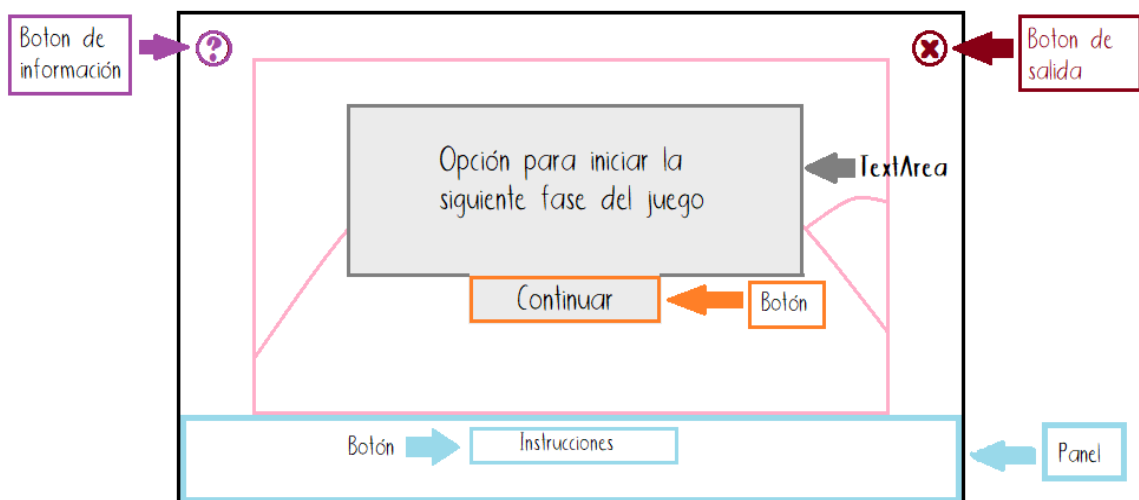 Boton de
información
?
Boton de
salida
Opción para iniciar la
siguiente fase del juego
TextArea
Continuar
Botón
Botón
Instrucciones
Panel